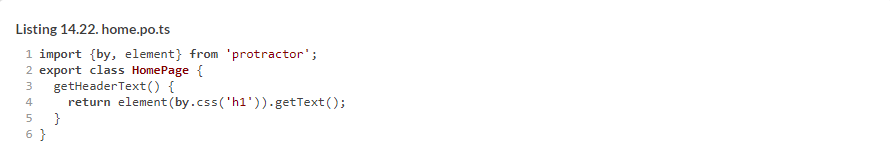 Listing 14.22. home.po.ts
1 import {by, element} from 'protractor';
2 export class HomePage {
3   getHeaderText() {
4     return element(by.css('h1')).getText();
5   }
6 }